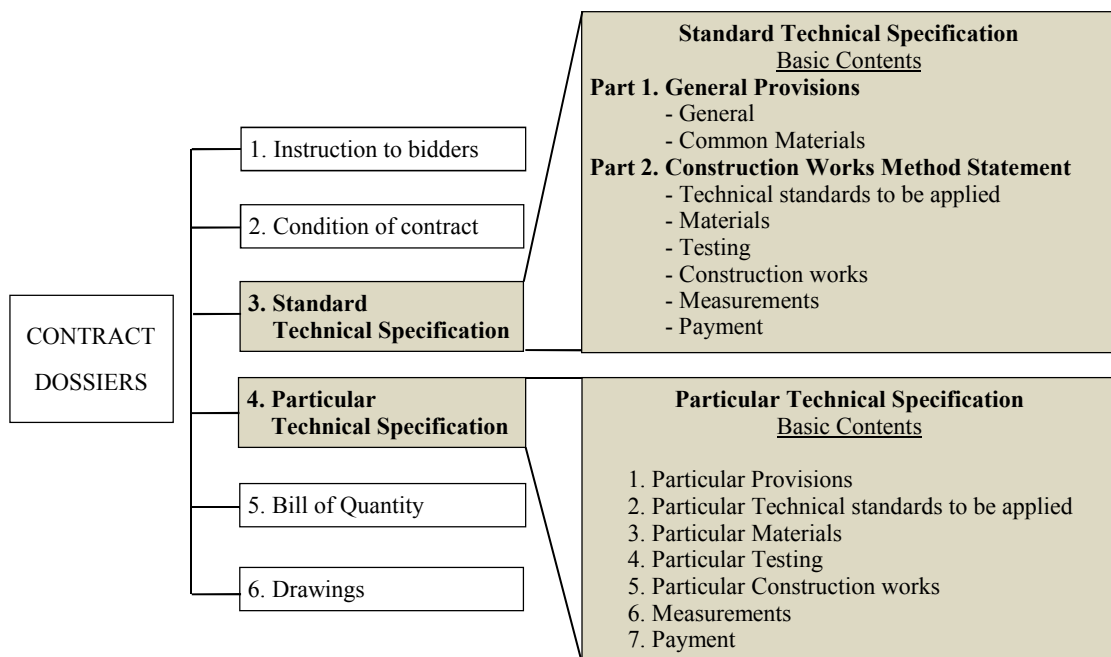 CONTRACT
DOSSIERS
1. Instruction to bidders
2. Condition of contract
3. Standard
Technical Specification
4. Particular
Technical Specification
5. Bill of Quantity
6. Drawings
Standard Technical Specification
Basic Contents
Part 1. General Provisions
- General
- Common Materials
Part 2. Construction Works Method Statement
- Technical standards to be applied
- Materials
- Testing
- Construction works
- Measurements
- Payment
Particular Technical Specification
Basic Contents
1. Particular Provisions
2. Particular Technical standards to be applied
3. Particular Materials
4. Particular Testing
5. Particular Construction works
6. Measurements
7. Payment